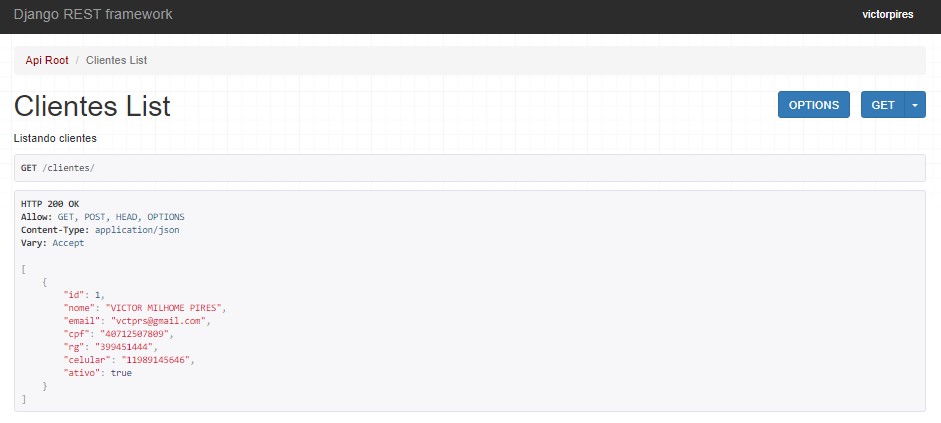 Django REST framework
victorpires
Api Root / Clientes List
Clientes List
OPTIONS
GET
Listando clientes
GET /clientes/
HTTP 200 OK
Allow: GET, POST, HEAD, OPTIONS
Content-Type: application/json
Vary: Accept
[
    {
        "id": 1,
        "nome": "VICTOR MILHOME PIRES",
        "email": "vctprs@gmail.com",
        "cpf": "40712507809",
        "rg": "399451444",
        "celular": "11989145646",
        "ativo": true
    }
]